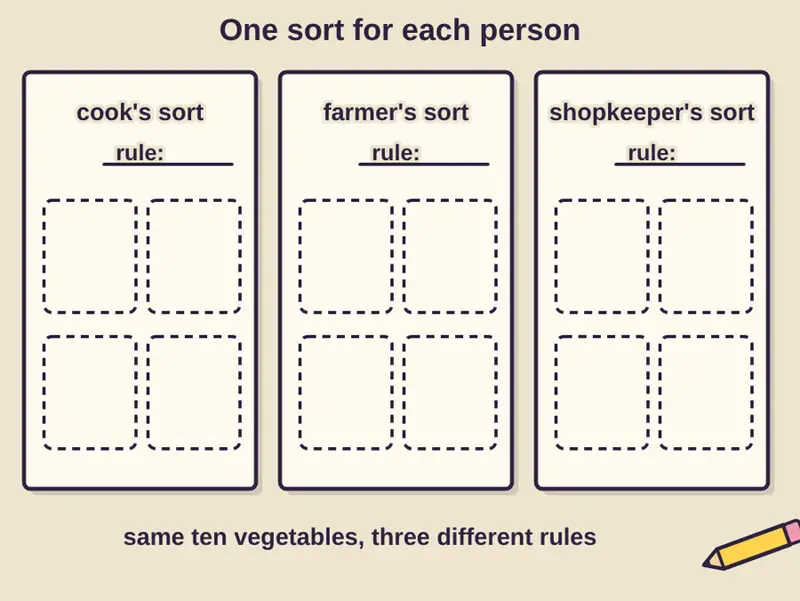 One sort for each person
cook's sort
rule:
farmer's sort
rule:
shopkeeper's sort
rule:
same ten vegetables, three different rules